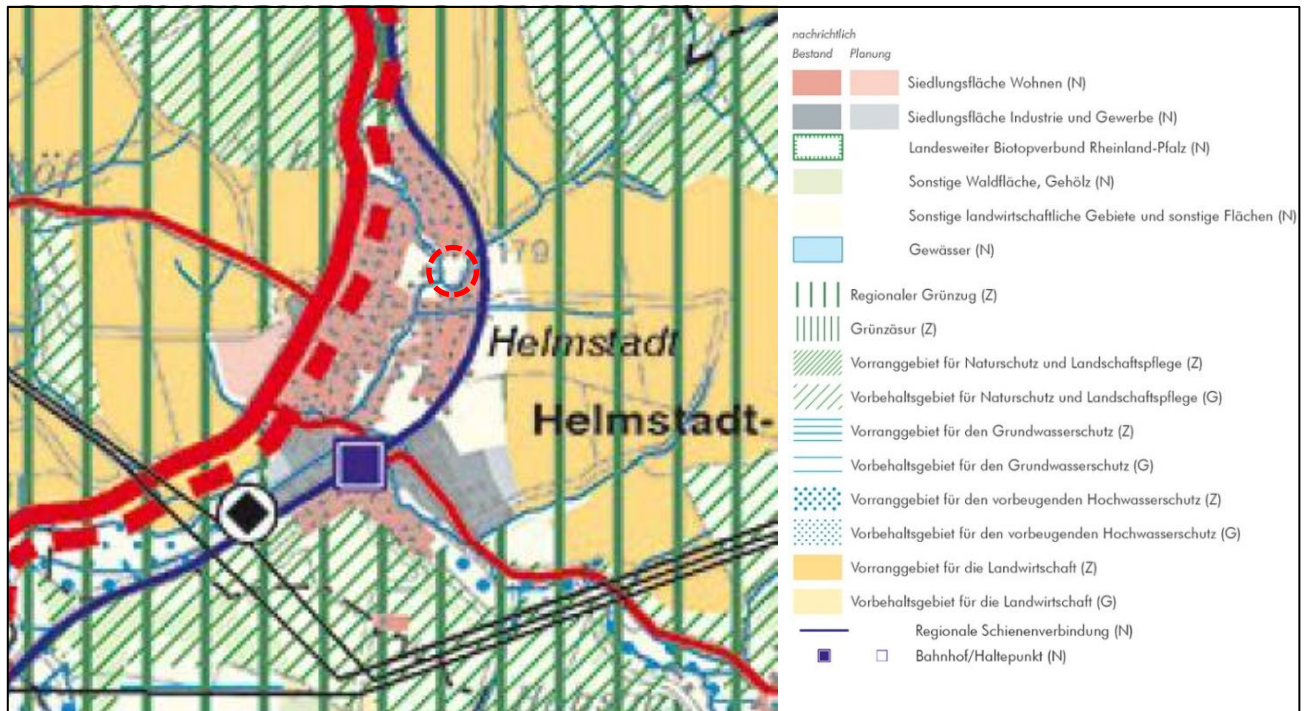 179
Helmstadt
Helmstadt-
nachrichtlich
Bestand Planung
Siedlungsfläche Wohnen (N)
Siedlungsfläche Industrie und Gewerbe (N)
Landesweiter Biotopverbund Rheinland-Pfalz (N)
Sonstige Waldfläche, Gehölz (N)
Sonstige landwirtschaftliche Gebiete und sonstige Flächen (N)
Gewässer (N)
Regionaler Grünzug (Z)
Grünzäsur (Z)
Vorranggebiet für Naturschutz und Landschaftspflege (Z)
Vorbehaltsgebiet für Naturschutz und Landschaftspflege (G)
Vorranggebiet für den Grundwasserschutz (Z)
Vorbehaltsgebiet für den Grundwasserschutz (G)
Vorranggebiet für den vorbeugenden Hochwasserschutz (Z)
Vorbehaltsgebiet für den vorbeugenden Hochwasserschutz (G)
Vorranggebiet für die Landwirtschaft (Z)
Vorbehaltsgebiet für die Landwirtschaft (G)
Regionale Schienenverbindung (N)
Bahnhof/Haltepunkt (N)